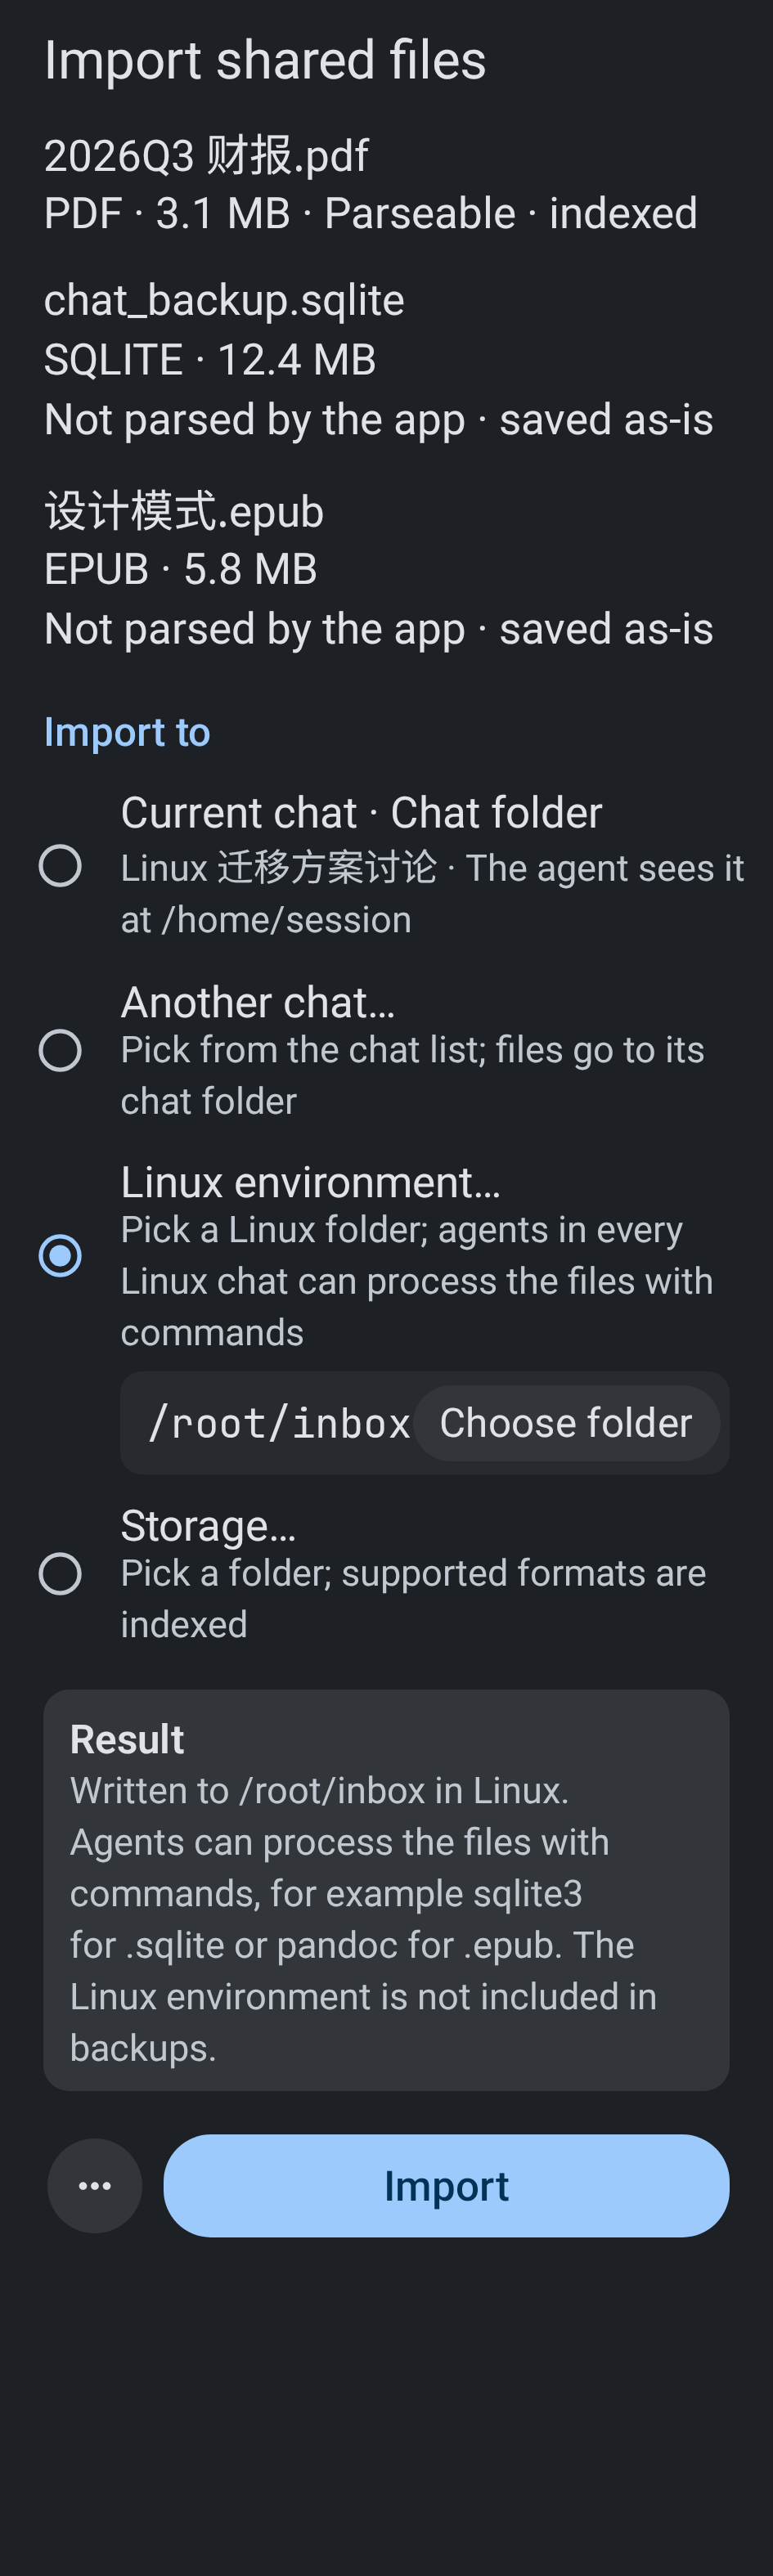 Import shared files
2026Q3 财报.pdf
PDF · 3.1 MB · Parseable · indexed
chat_backup.sqlite
SQLITE · 12.4 MB
Not parsed by the app · saved as-is
设计模式.epub
EPUB · 5.8 MB
Not parsed by the app · saved as-is
Import to
Current chat · Chat folder
Linux 迁移方案讨论 · The agent sees it
at /home/session
Another chat…
Pick from the chat list; files go to its
chat folder
Linux environment…
Pick a Linux folder; agents in every
Linux chat can process the files with
commands
/root/inbox Choose folder
Storage…
Pick a folder; supported formats are
indexed
Result
Written to /root/inbox in Linux.
Agents can process the files with
commands, for example sqlite3
for .sqlite or pandoc for .epub. The
Linux environment is not included in
backups.
Import